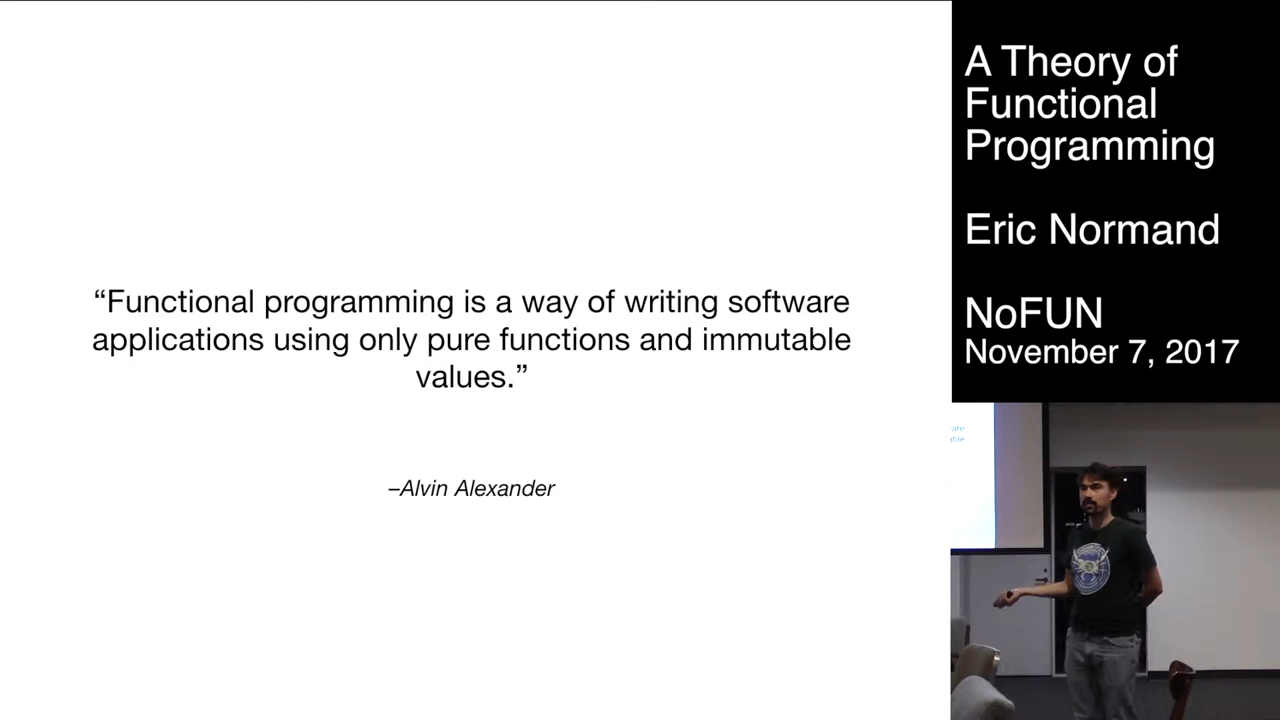 “Functional programming is a way of writing software
applications using only pure functions and immutable
values.”
–Alvin Alexander
A Theory of
Functional
Programming
Eric Normand
NoFUN
November 7, 2017